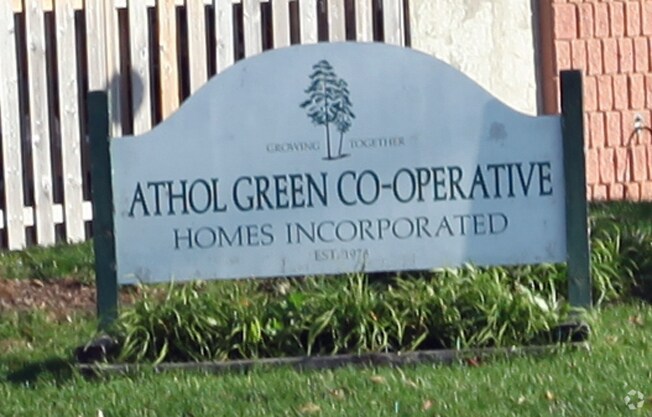 GROWING TOGETHER
ATHOL GREEN CO-OPERATIVE
HOMES INCORPORATED
EST. 1978